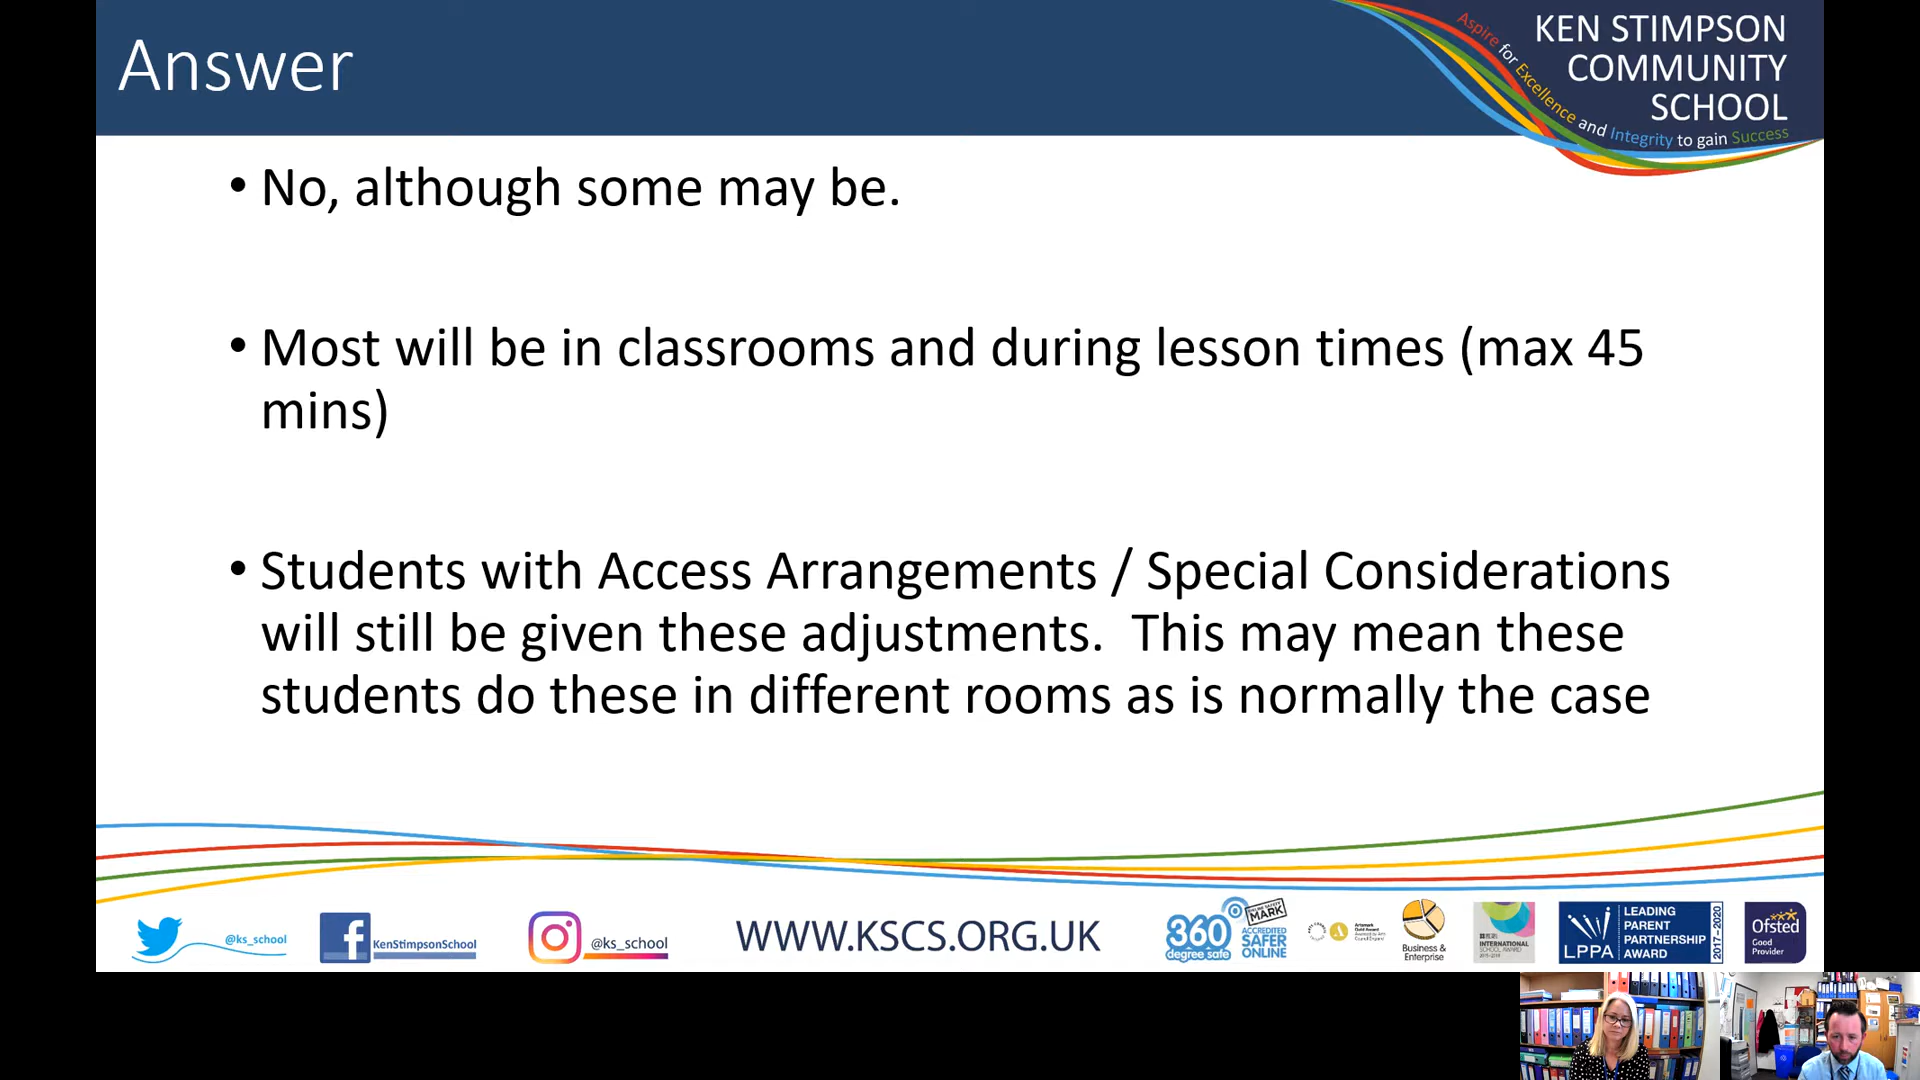 Answer
KEN STIMPSON
COMMUNITY
SCHOOL
Aspire for Excellence and Integrity to gain Success
• No, although some may be.
• Most will be in classrooms and during lesson times (max 45
mins)
• Students with Access Arrangements / Special Considerations
will still be given these adjustments.  This may mean these
students do these in different rooms as is normally the case
@ks_school
KenStimpsonSchool
@ks_school
WWW.KSCS.ORG.UK
360
degree safe
ONLINE SAFETY
MARK
ACCREDITED
SAFER
ONLINE
Business &
Enterprise
INTERNATIONAL
SCHOOL AWARD
LPPA
LEADING
PARENT
PARTNERSHIP
AWARD
2017-2020
Ofsted
Good
Provider